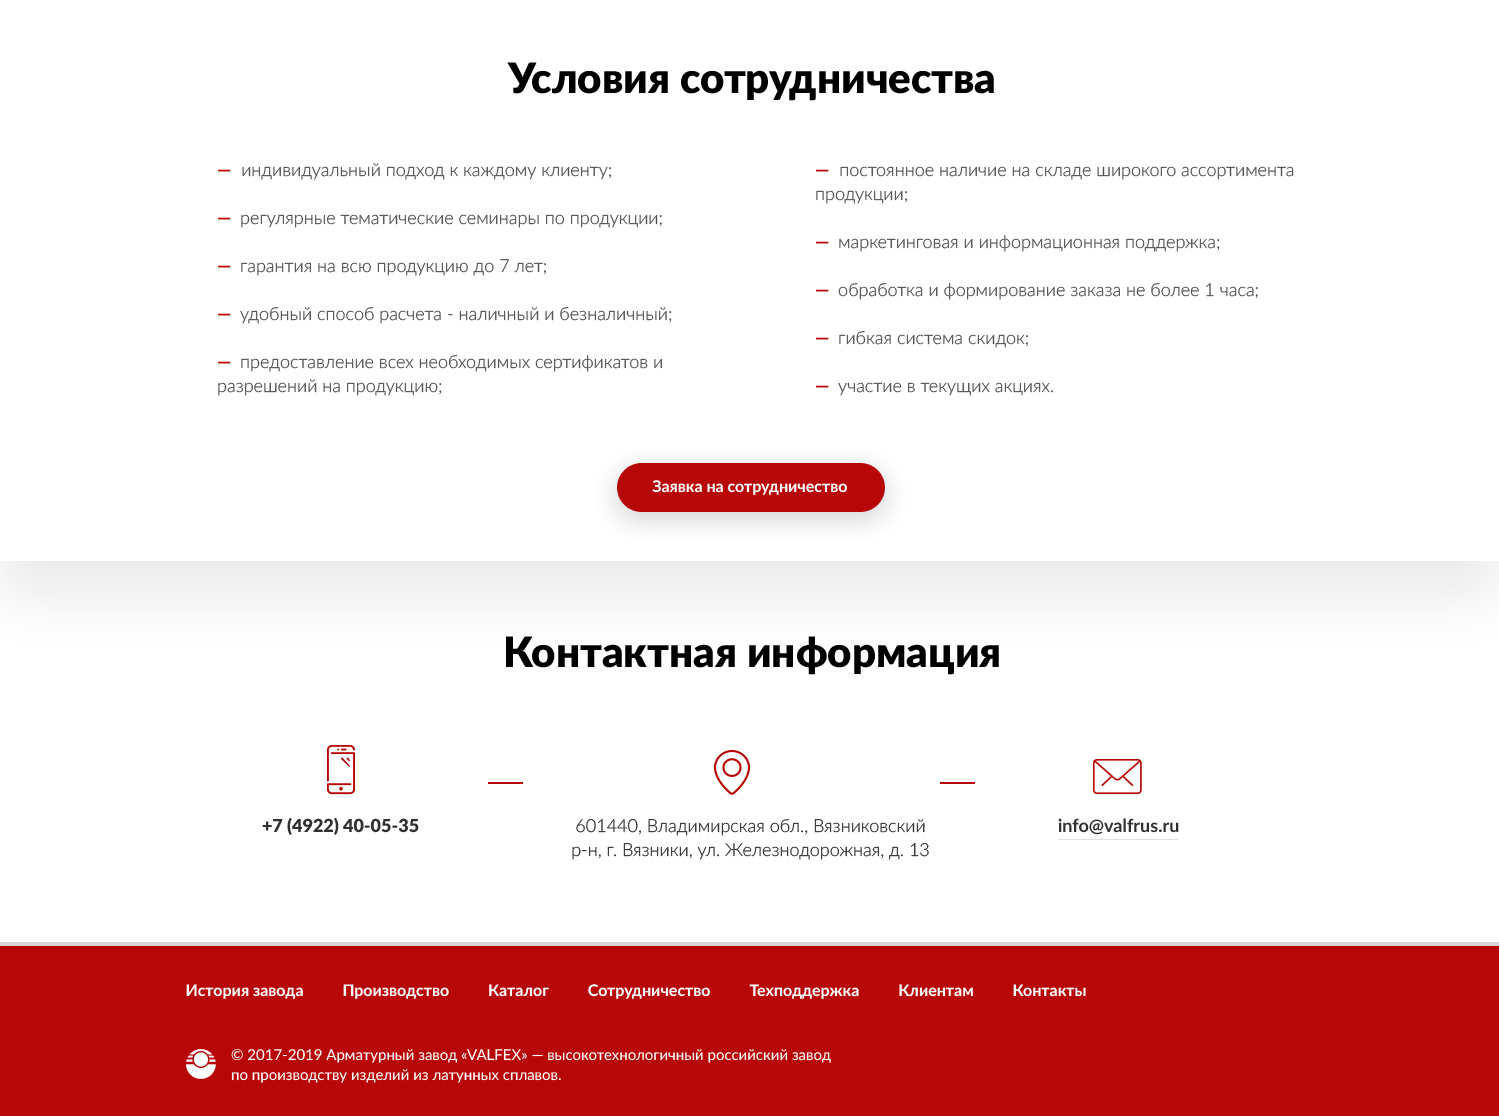 Условия сотрудничества
— индивидуальный подход к каждому клиенту;
— регулярные тематические семинары по продукции;
— гарантия на всю продукцию до 7 лет;
— удобный способ расчета - наличный и безналичный;
— предоставление всех необходимых сертификатов и
разрешений на продукцию;
— постоянное наличие на складе широкого ассортимента
продукции;
— маркетинговая и информационная поддержка;
— обработка и формирование заказа не более 1 часа;
— гибкая система скидок;
— участие в текущих акциях.
Заявка на сотрудничество
Контактная информация
+7 (4922) 40-05-35
601440, Владимирская обл., Вязниковский
р-н, г. Вязники, ул. Железнодорожная, д. 13
info@valfrus.ru
История завода Производство Каталог Сотрудничество Техподдержка Клиентам Контакты
© 2017-2019 Арматурный завод «VALFEX» — высокотехнологичный российский завод
по производству изделий из латунных сплавов.